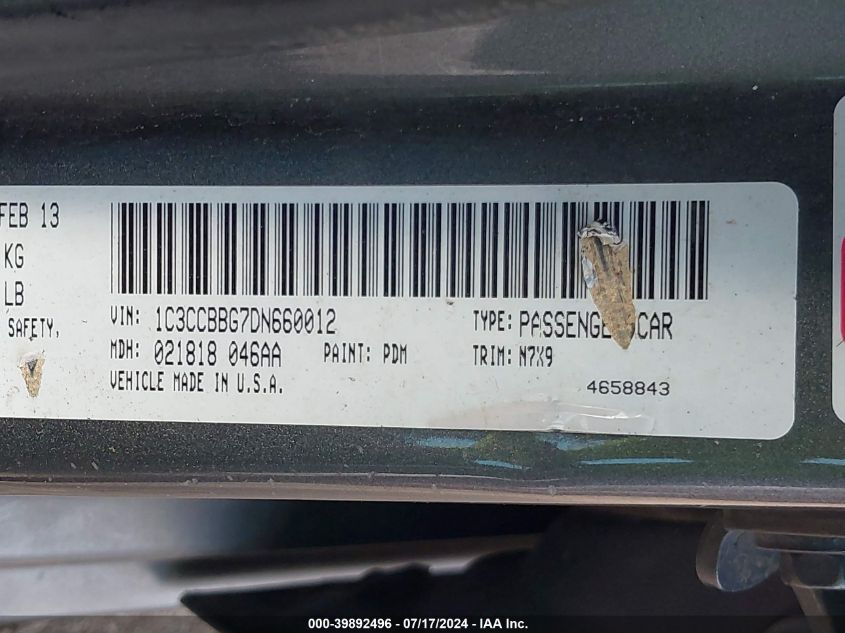 FEB 13
KG
LB
SAFETY,
VIN: 1C3CCBBG7DN660012 TYPE: PASSENGER CAR
MDH: 021818 046AA PAINT: PDM TRIM: N7X9
VEHICLE MADE IN U.S.A. 4658843
000-39892496 - 07/17/2024 - IAA Inc.